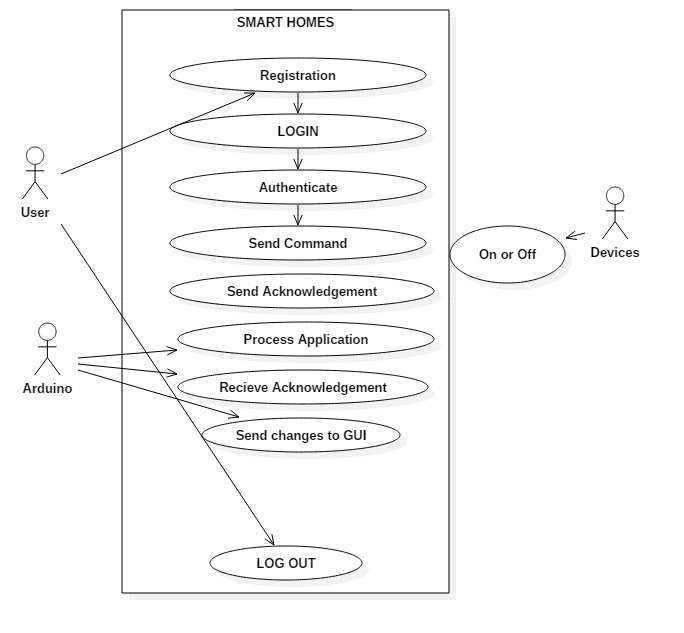 SMART HOMES
Registration
LOGIN
Authenticate
User
Send Command
On or Off
Devices
Send Acknowledgement
Process Application
Arduino
Recieve Acknowledgement
Send changes to GUI
LOG OUT